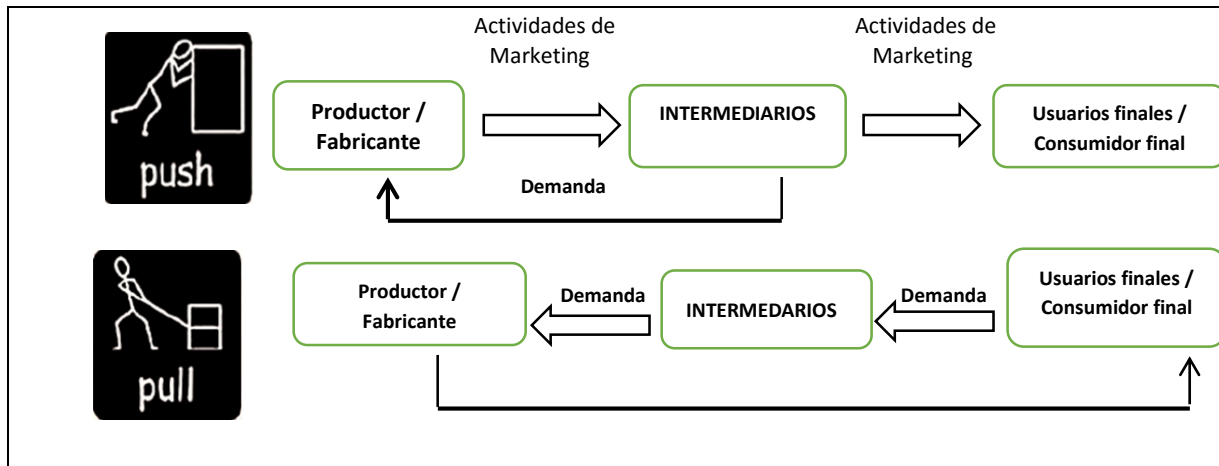 Actividades de
Marketing
Actividades de
Marketing
Productor /
Fabricante
INTERMEDIARIOS
Usuarios finales /
Consumidor final
push
Demanda
Productor /
Fabricante
Demanda
INTERMEDARIOS
Demanda
Usuarios finales /
Consumidor final
pull